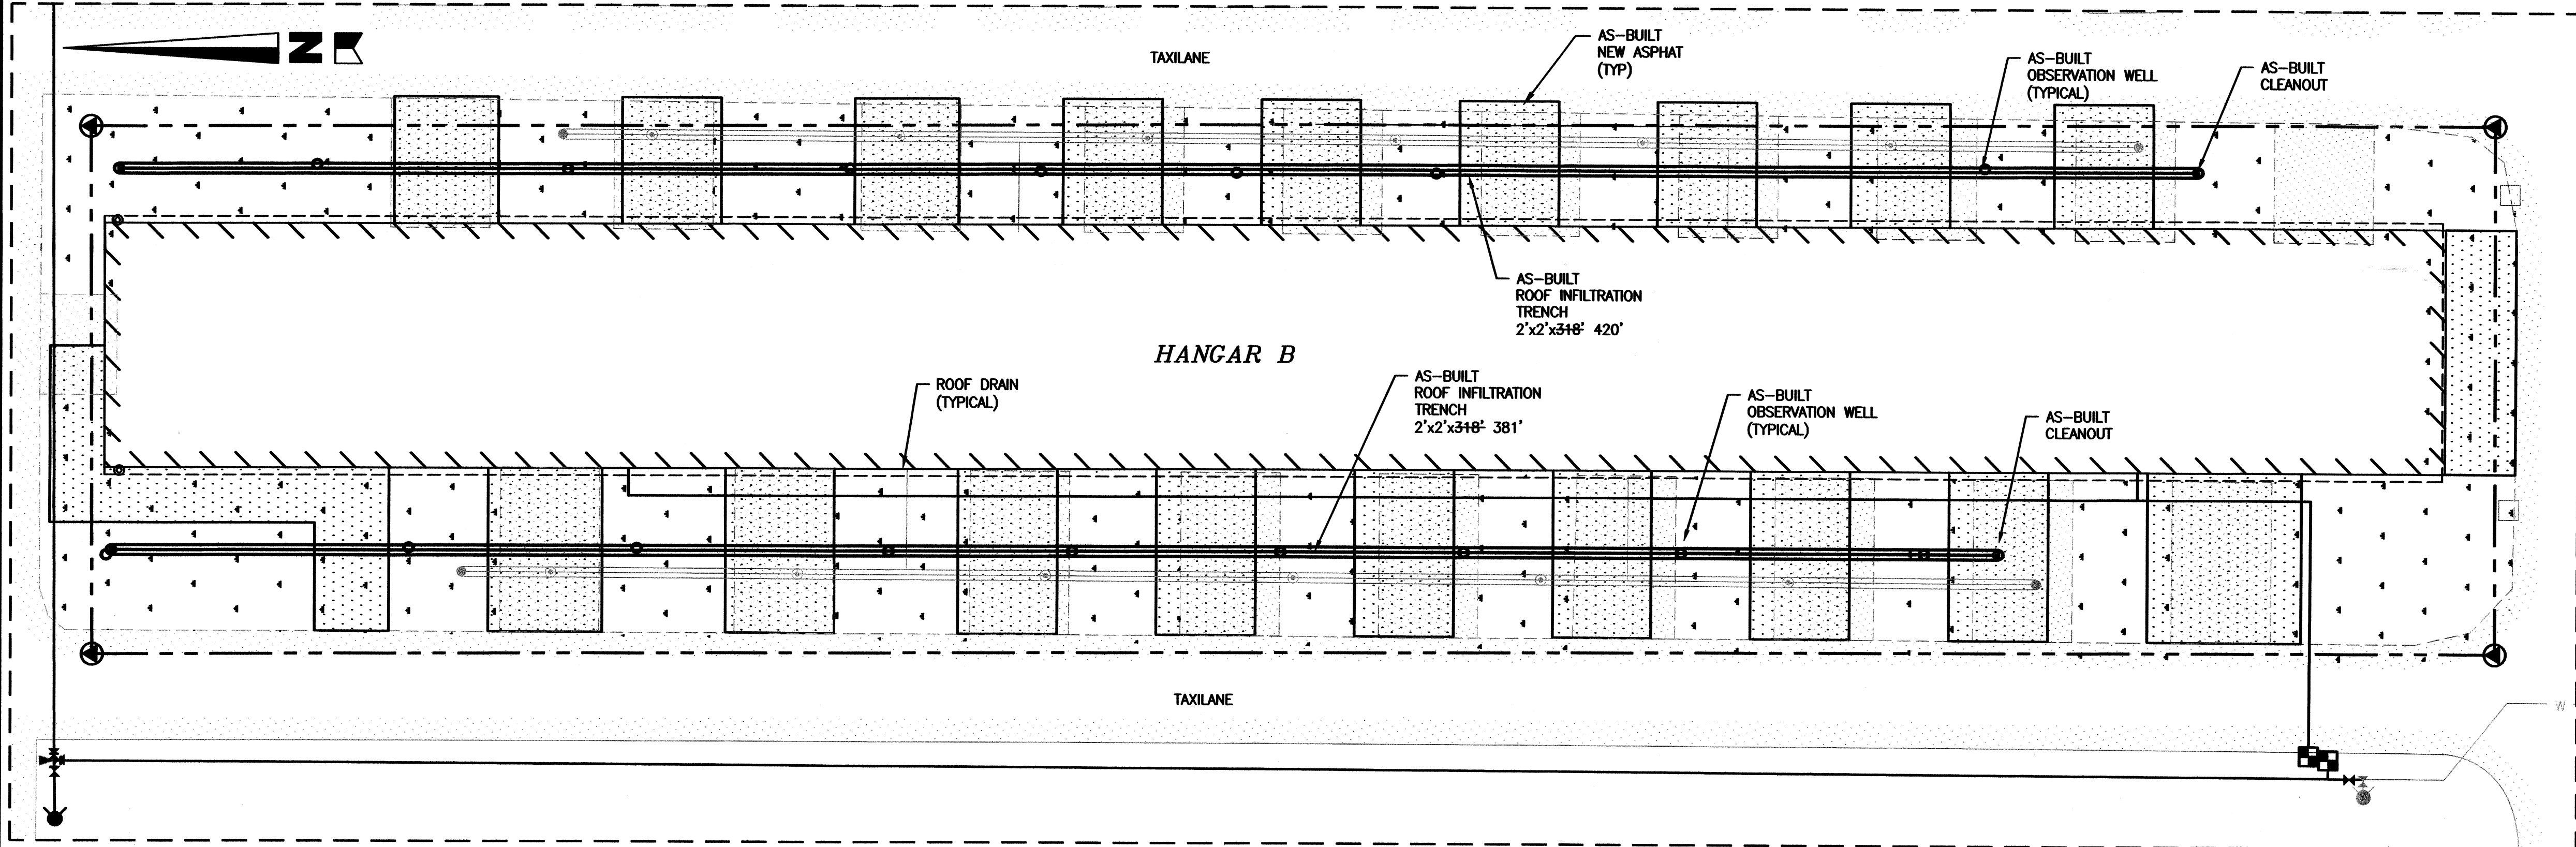 N
TAXILANE
AS-BUILT
NEW ASPHAT
(TYP)
AS-BUILT
OBSERVATION WELL
(TYPICAL)
AS-BUILT
CLEANOUT
AS-BUILT
ROOF INFILTRATION
TRENCH
2'x2'x318' 420'
HANGAR B
ROOF DRAIN
(TYPICAL)
AS-BUILT
ROOF INFILTRATION
TRENCH
2'x2'x318' 381'
AS-BUILT
OBSERVATION WELL
(TYPICAL)
AS-BUILT
CLEANOUT
TAXILANE
W